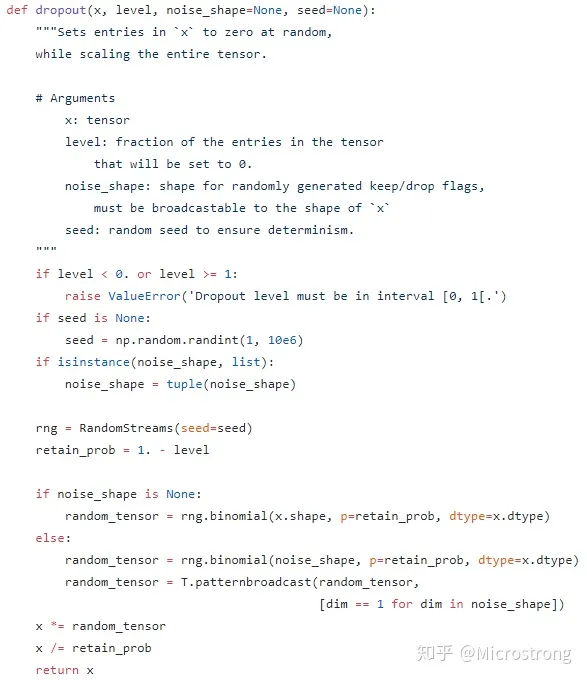 def dropout(x, level, noise_shape=None, seed=None):
    """Sets entries in `x` to zero at random,
    while scaling the entire tensor.

    # Arguments
        x: tensor
        level: fraction of the entries in the tensor
            that will be set to 0.
        noise_shape: shape for randomly generated keep/drop flags,
            must be broadcastable to the shape of `x`
        seed: random seed to ensure determinism.
    """
    if level < 0. or level >= 1:
        raise ValueError('Dropout level must be in interval [0, 1[.')
    if seed is None:
        seed = np.random.randint(1, 10e6)
    if isinstance(noise_shape, list):
        noise_shape = tuple(noise_shape)

    rng = RandomStreams(seed=seed)
    retain_prob = 1. - level

    if noise_shape is None:
        random_tensor = rng.binomial(x.shape, p=retain_prob, dtype=x.dtype)
    else:
        random_tensor = rng.binomial(noise_shape, p=retain_prob, dtype=x.dtype)
        random_tensor = T.patternbroadcast(random_tensor,
                                           [dim == 1 for dim in noise_shape])
    x *= random_tensor
    x /= retain_prob
    return x
知乎 @Microstrong